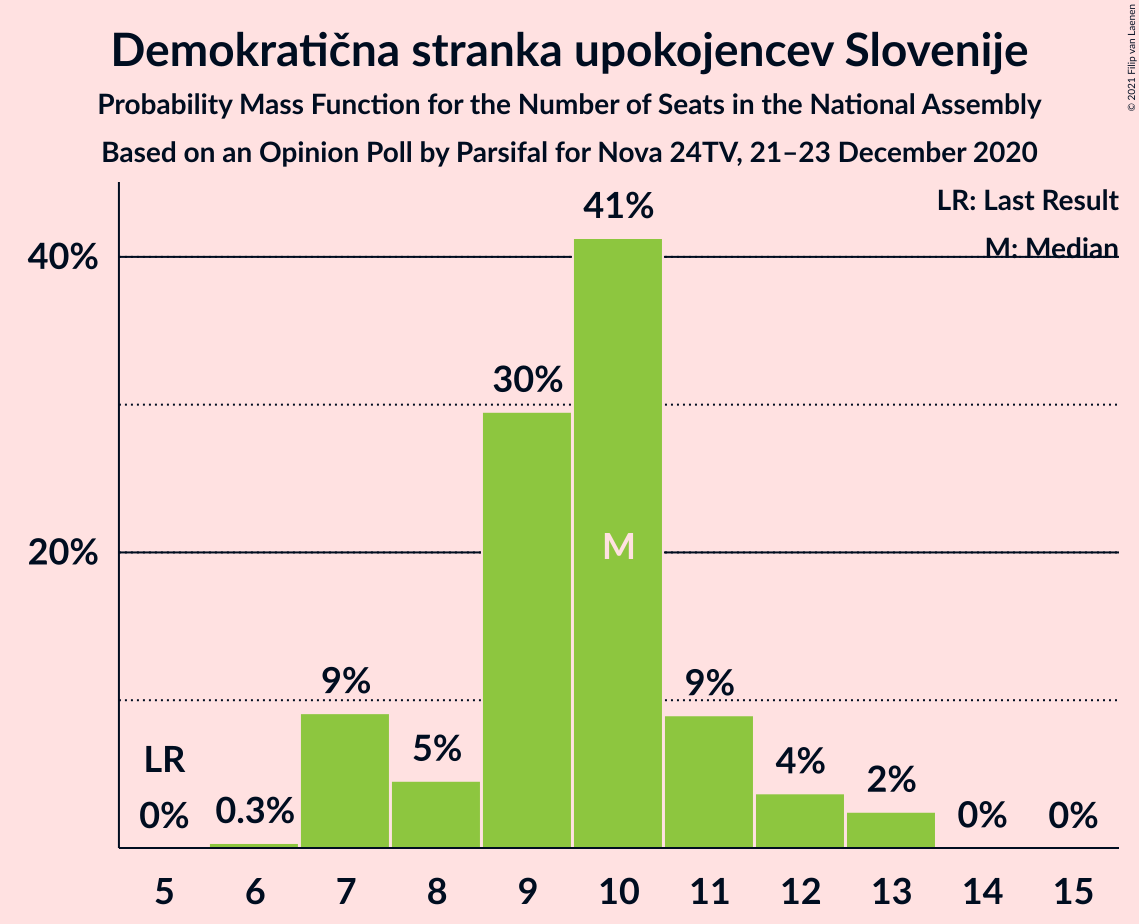 Demokratična stranka upokojencev Slovenije
Probability Mass Function for the Number of Seats in the National Assembly
Based on an Opinion Poll by Parsifal for Nova 24TV, 21–23 December 2020
© 2021 Filip van Laenen
LR: Last Result
M: Median
41%
40%
30%
M
20%
9%
9%
5%
LR
4%
2%
0%
0.3%
0%
0%
5 6 7 8 9 10 11 12 13 14 15